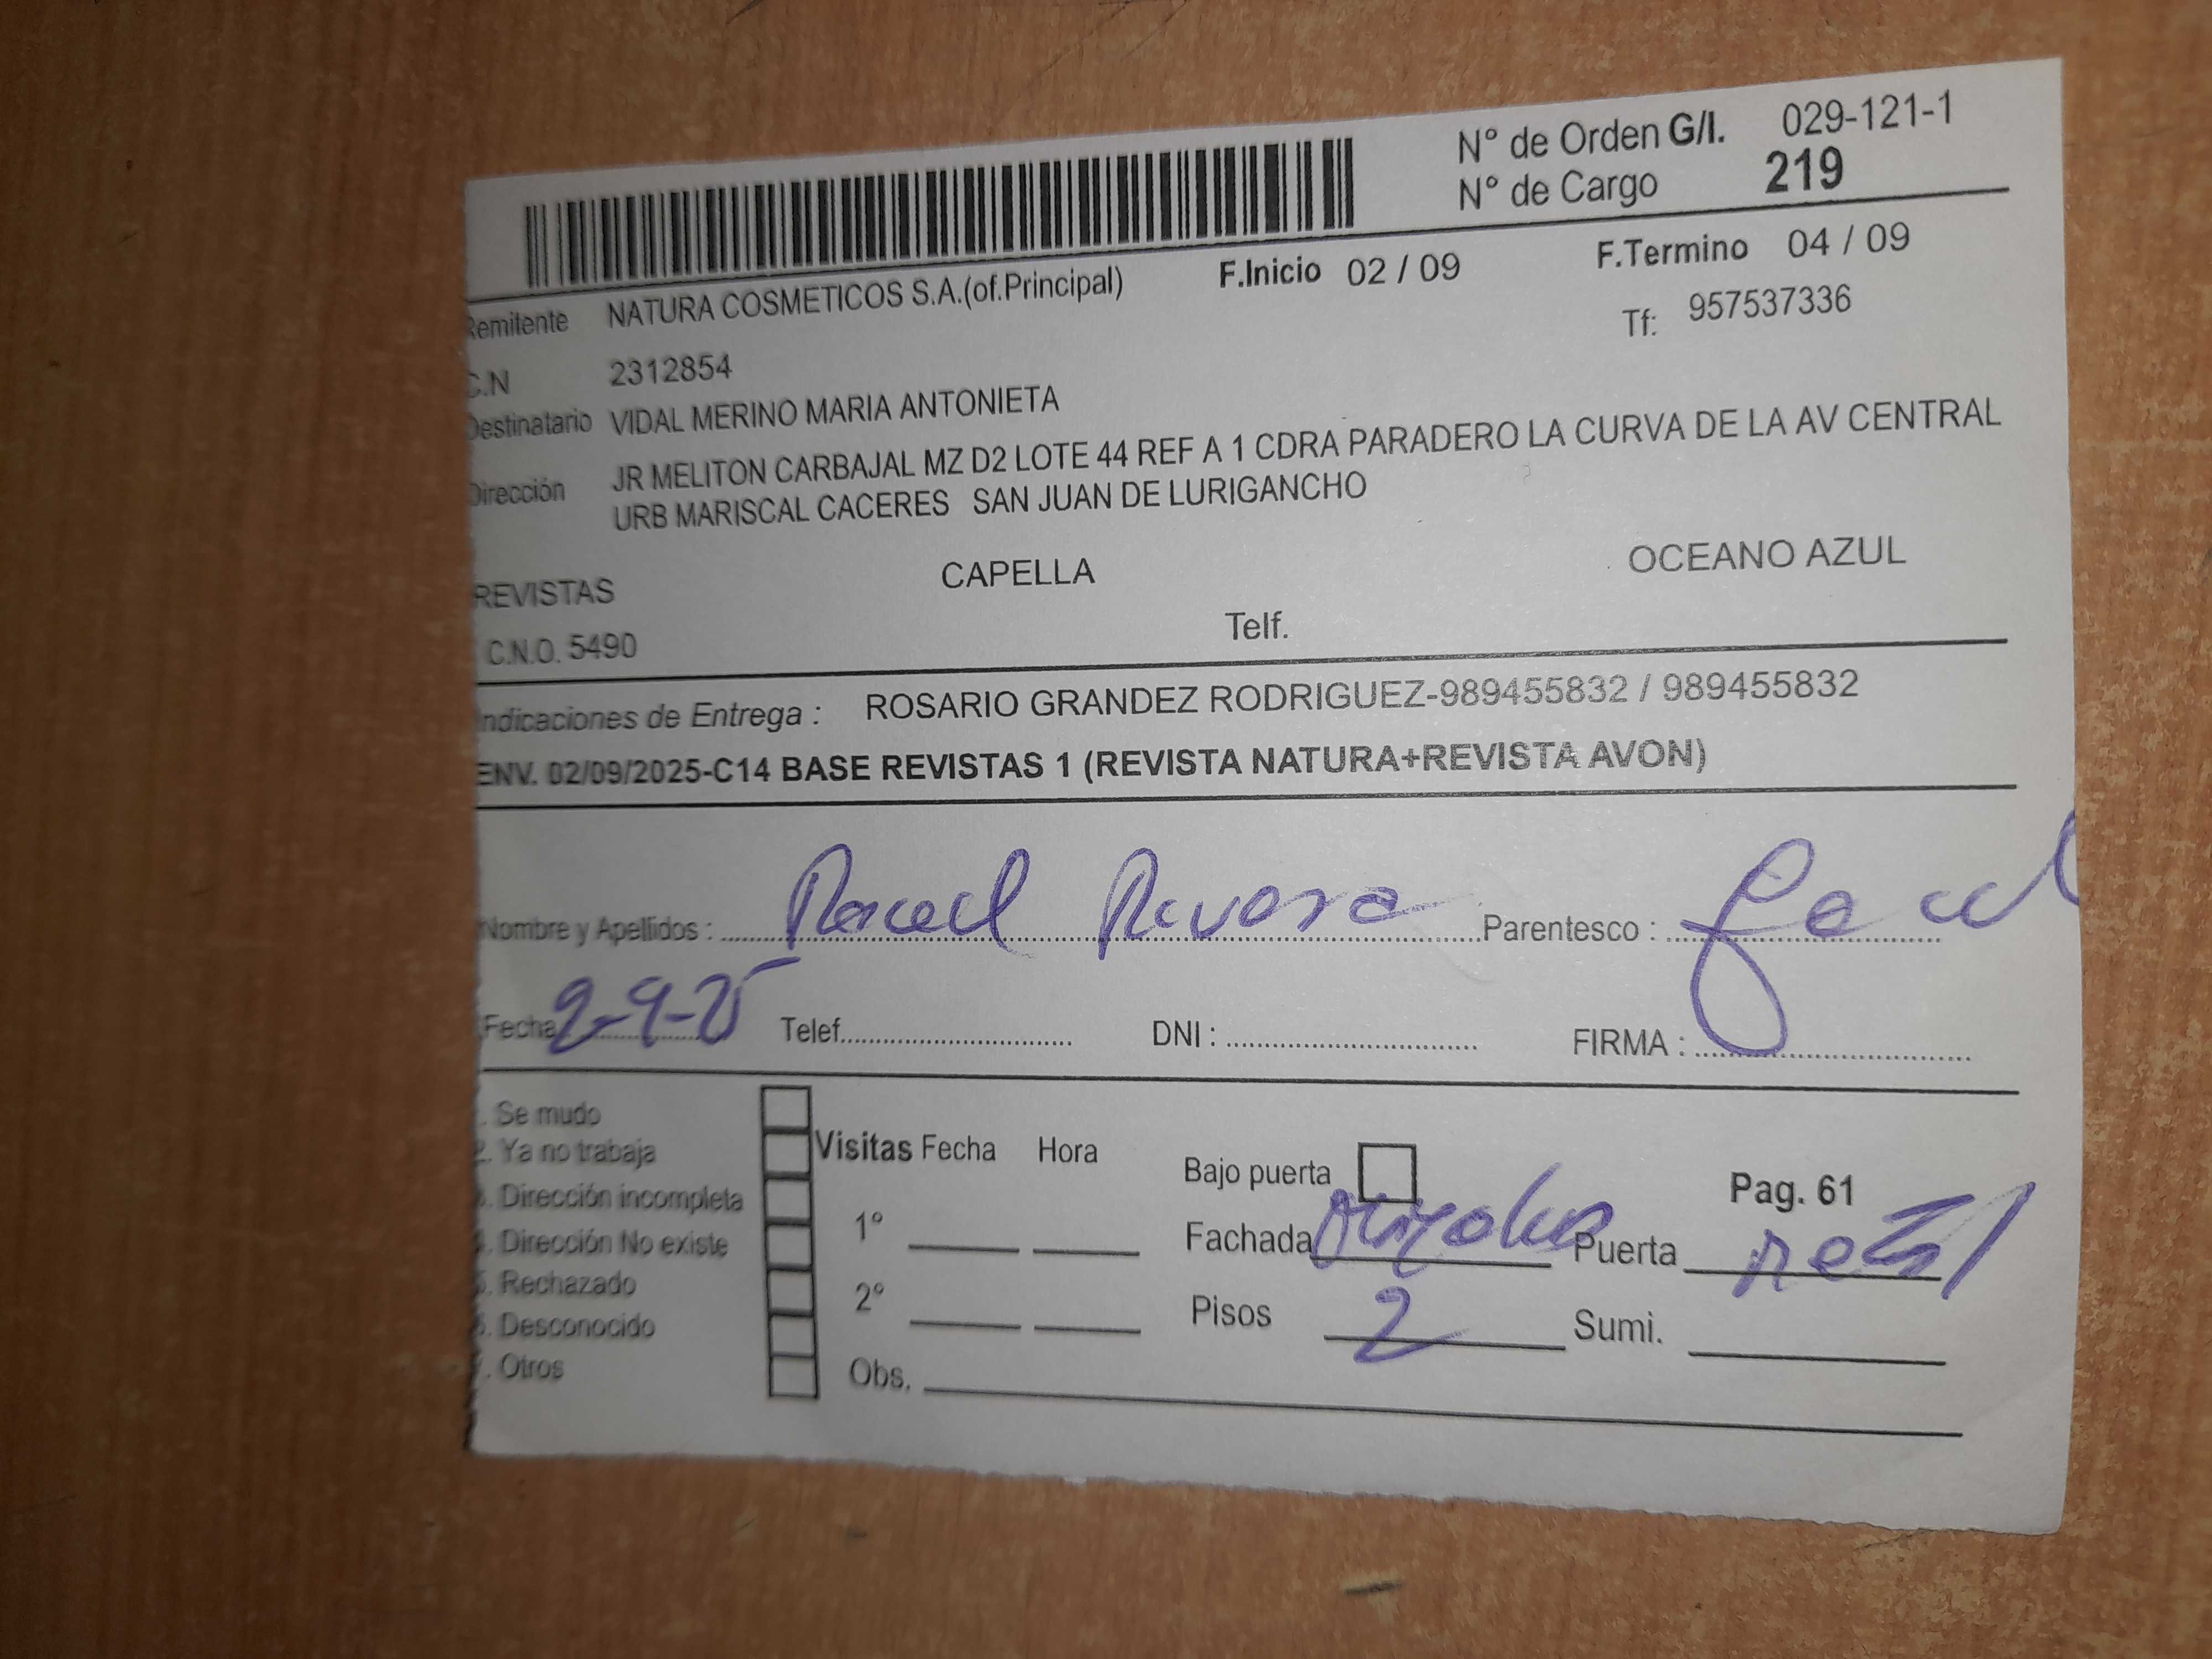 N° de Orden G/I. 029-121-1
N° de Cargo 219
F.Inicio 02 / 09 F.Termino 04 / 09
Remitente NATURA COSMETICOS S.A.(of.Principal) Tf: 957537336
C.N 2312854
Destinatario VIDAL MERINO MARIA ANTONIETA
Dirección JR MELITON CARBAJAL MZ D2 LOTE 44 REF A 1 CDRA PARADERO LA CURVA DE LA AV CENTRAL
URB MARISCAL CACERES SAN JUAN DE LURIGANCHO
REVISTAS CAPELLA OCEANO AZUL
C.N.O. 5490 Telf.
Indicaciones de Entrega : ROSARIO GRANDEZ RODRIGUEZ-989455832 / 989455832
ENV. 02/09/2025-C14 BASE REVISTAS 1 (REVISTA NATURA+REVISTA AVON)
Nombre y Apellidos : Rivera Parentesco :
Fecha 2-9-25 Telef. DNI : FIRMA :
. Se mudo
2. Ya no trabaja Visitas Fecha Hora Bajo puerta Pag. 61
. Dirección incompleta 1° Fachada Puerta
. Dirección No existe
5. Rechazado 2° Pisos 2 Sumi.
. Desconocido
. Otros Obs.